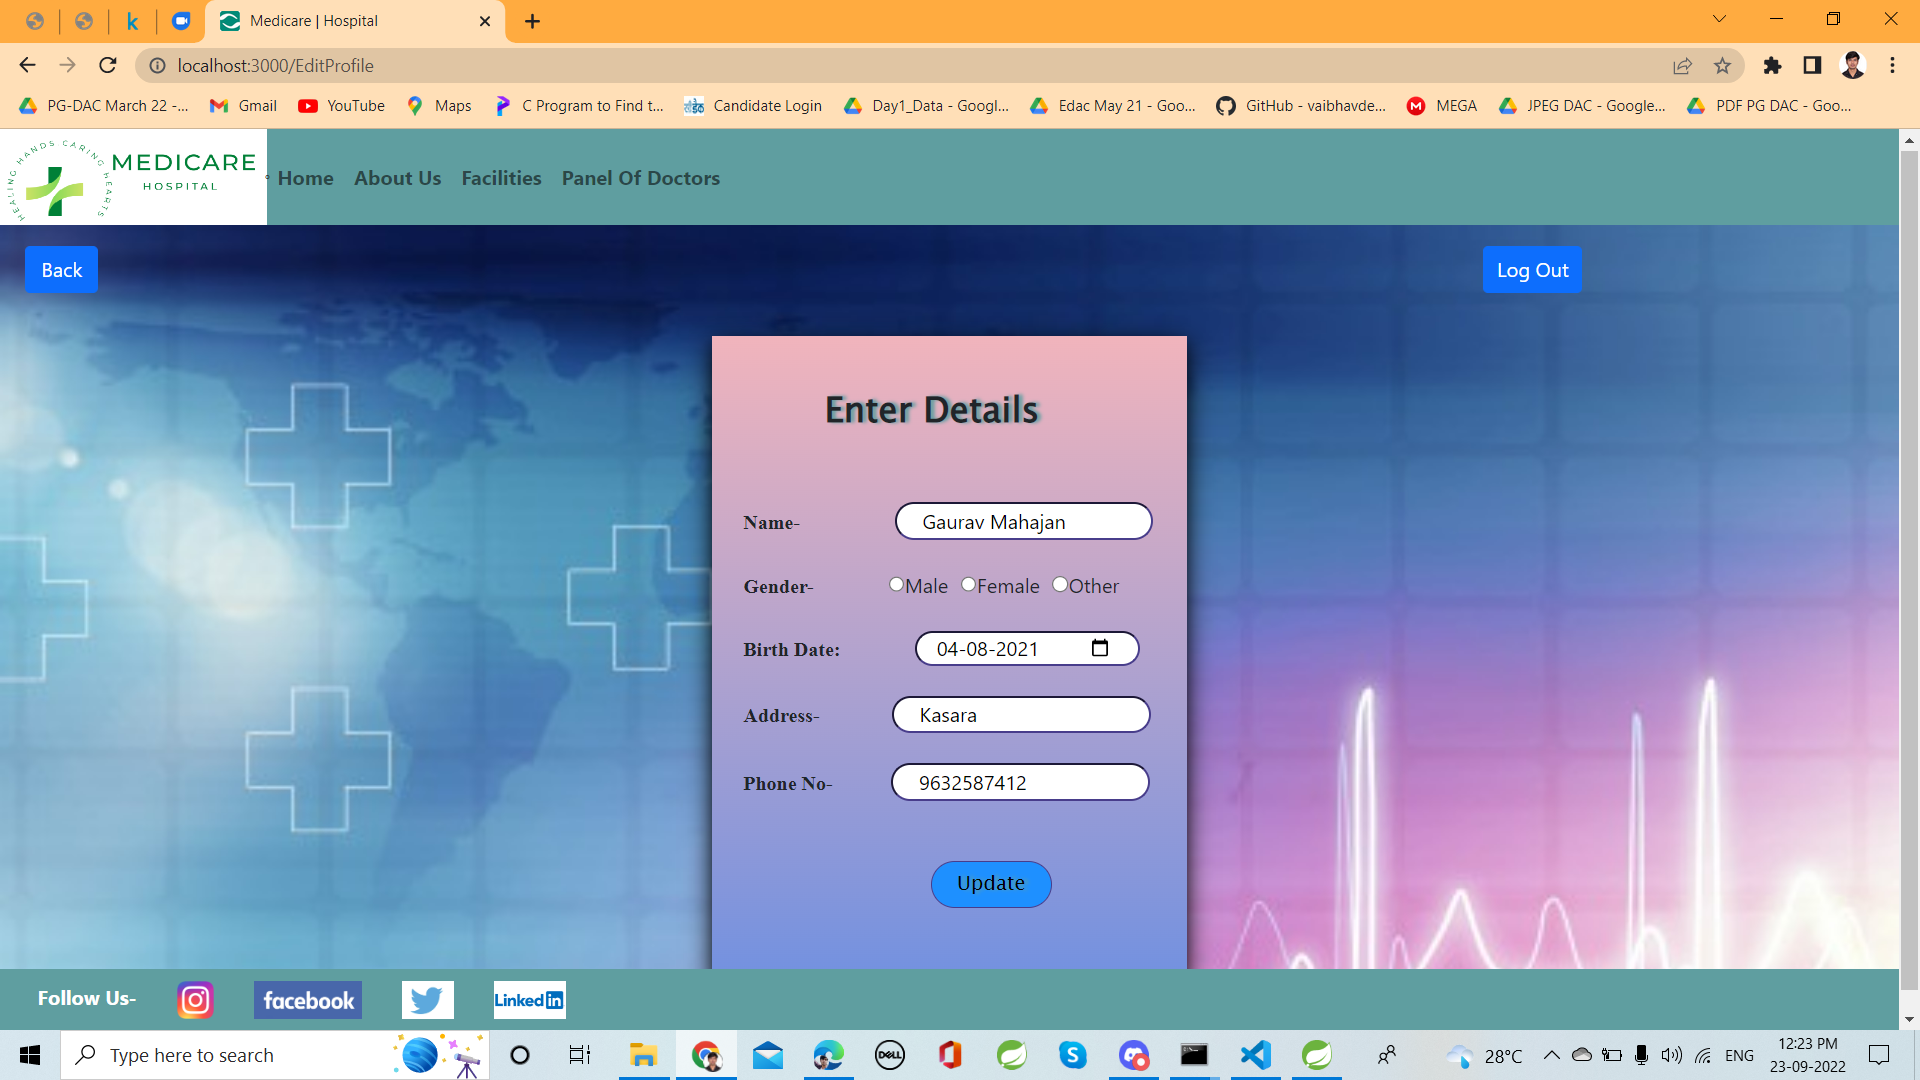 Medicare | Hospital
localhost:3000/EditProfile
PG-DAC March 22 -...
Gmail
YouTube
Maps
C Program to Find t...
Candidate Login
Day1_Data - Googl...
Edac May 21 - Goo...
GitHub - vaibhavde...
MEGA
JPEG DAC - Google...
PDF PG DAC - Goo...
HEALING HANDS CARING HEARTS
MEDICARE
HOSPITAL
Home
About Us
Facilities
Panel Of Doctors
Back
Log Out
Enter Details
Name-
Gaurav Mahajan
Gender-
Male
Female
Other
Birth Date:
04-08-2021
Address-
Kasara
Phone No-
9632587412
Update
Follow Us-
facebook
Linked in
Type here to search
DELL
28°C
ENG
12:23 PM
23-09-2022